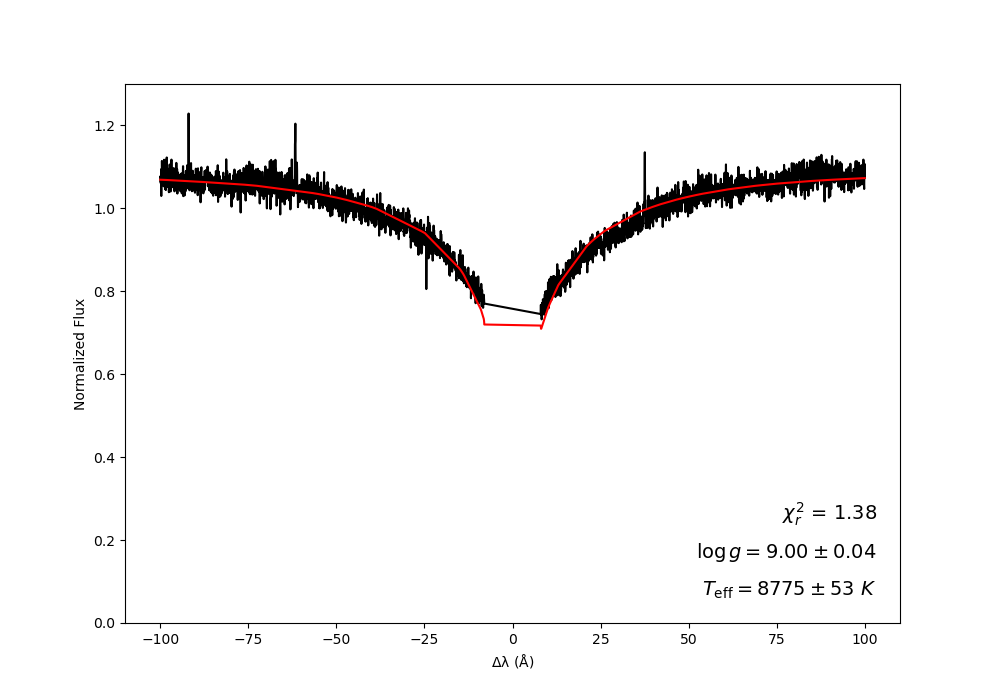 1.2
1.0
0.8
0.6
0.4
0.2
0.0
Normalized Flux
χ²ᵣ = 1.38
log g = 9.00 ± 0.04
T_eff = 8775 ± 53 K
−100 −75 −50 −25 0 25 50 75 100
Δλ (Å)